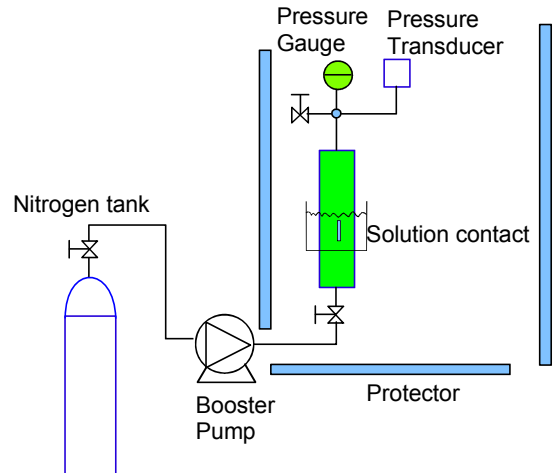 Pressure
Gauge
Pressure
Transducer
Nitrogen tank
Solution contact
Booster
Pump
Protector